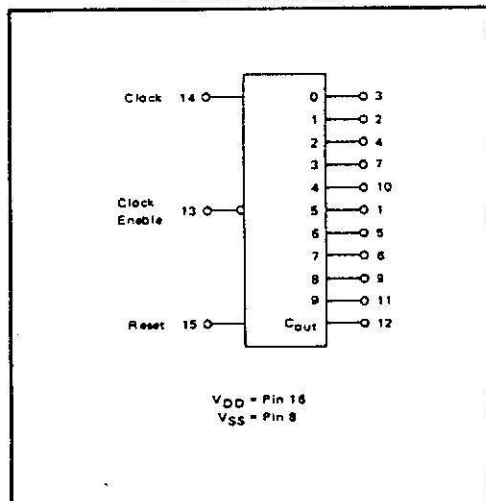 Clock 14 0 3
1 2
2 4
3 7
4 10
Clock Enable 13 5 1
6 5
7 6
8 9
9 11
Reset 15 Cout 12
VDD = Pin 16
VSS = Pin 8